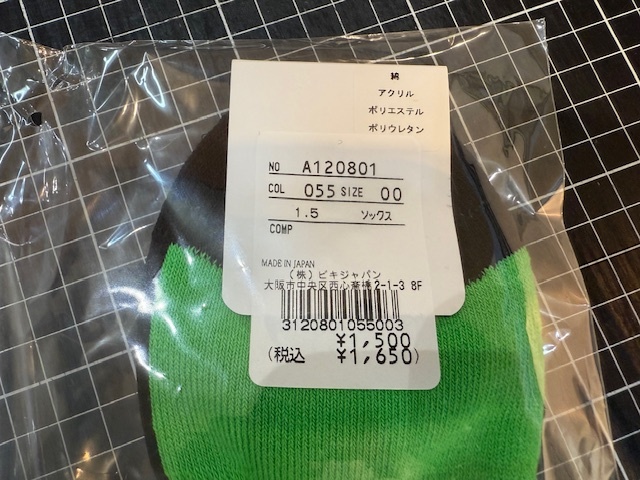 綿
アクリル
ポリエステル
ポリウレタン
NO A120801
COL 055 SIZE 00
1.5 ソックス
COMP
MADE IN JAPAN
(株)ビキジャパン
大阪市中央区西心斎橋2-1-3 8F
3120801055003
¥1,500
(税込 ¥1,650)